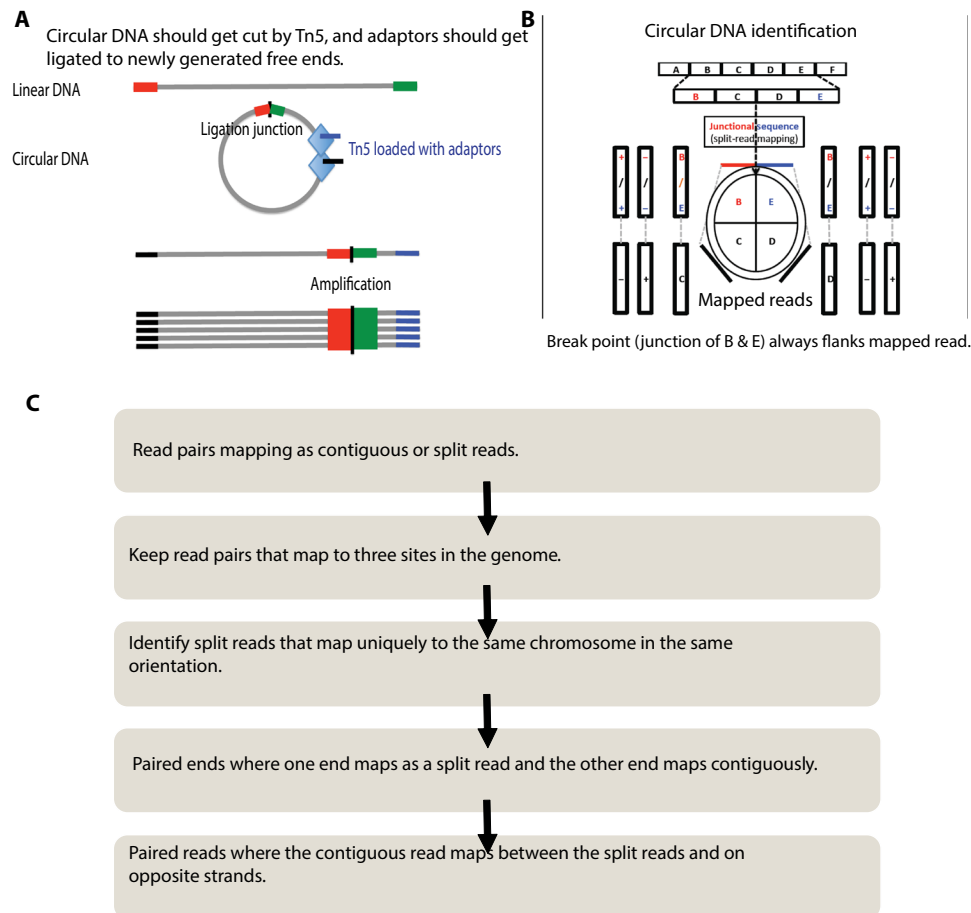 A
Circular DNA should get cut by Tn5, and adaptors should get
ligated to newly generated free ends.
Linear DNA
Ligation junction
Tn5 loaded with adaptors
Circular DNA
Amplification
B
Circular DNA identification
A B C D E F
B C D E
Junctional sequence
(split-read mapping)
+ / + - / - B / E B / E + / + - / -
B E
C D
- + C D - +
Mapped reads
Break point (junction of B & E) always flanks mapped read.
C
Read pairs mapping as contiguous or split reads.
Keep read pairs that map to three sites in the genome.
Identify split reads that map uniquely to the same chromosome in the same
orientation.
Paired ends where one end maps as a split read and the other end maps contiguously.
Paired reads where the contiguous read maps between the split reads and on
opposite strands.